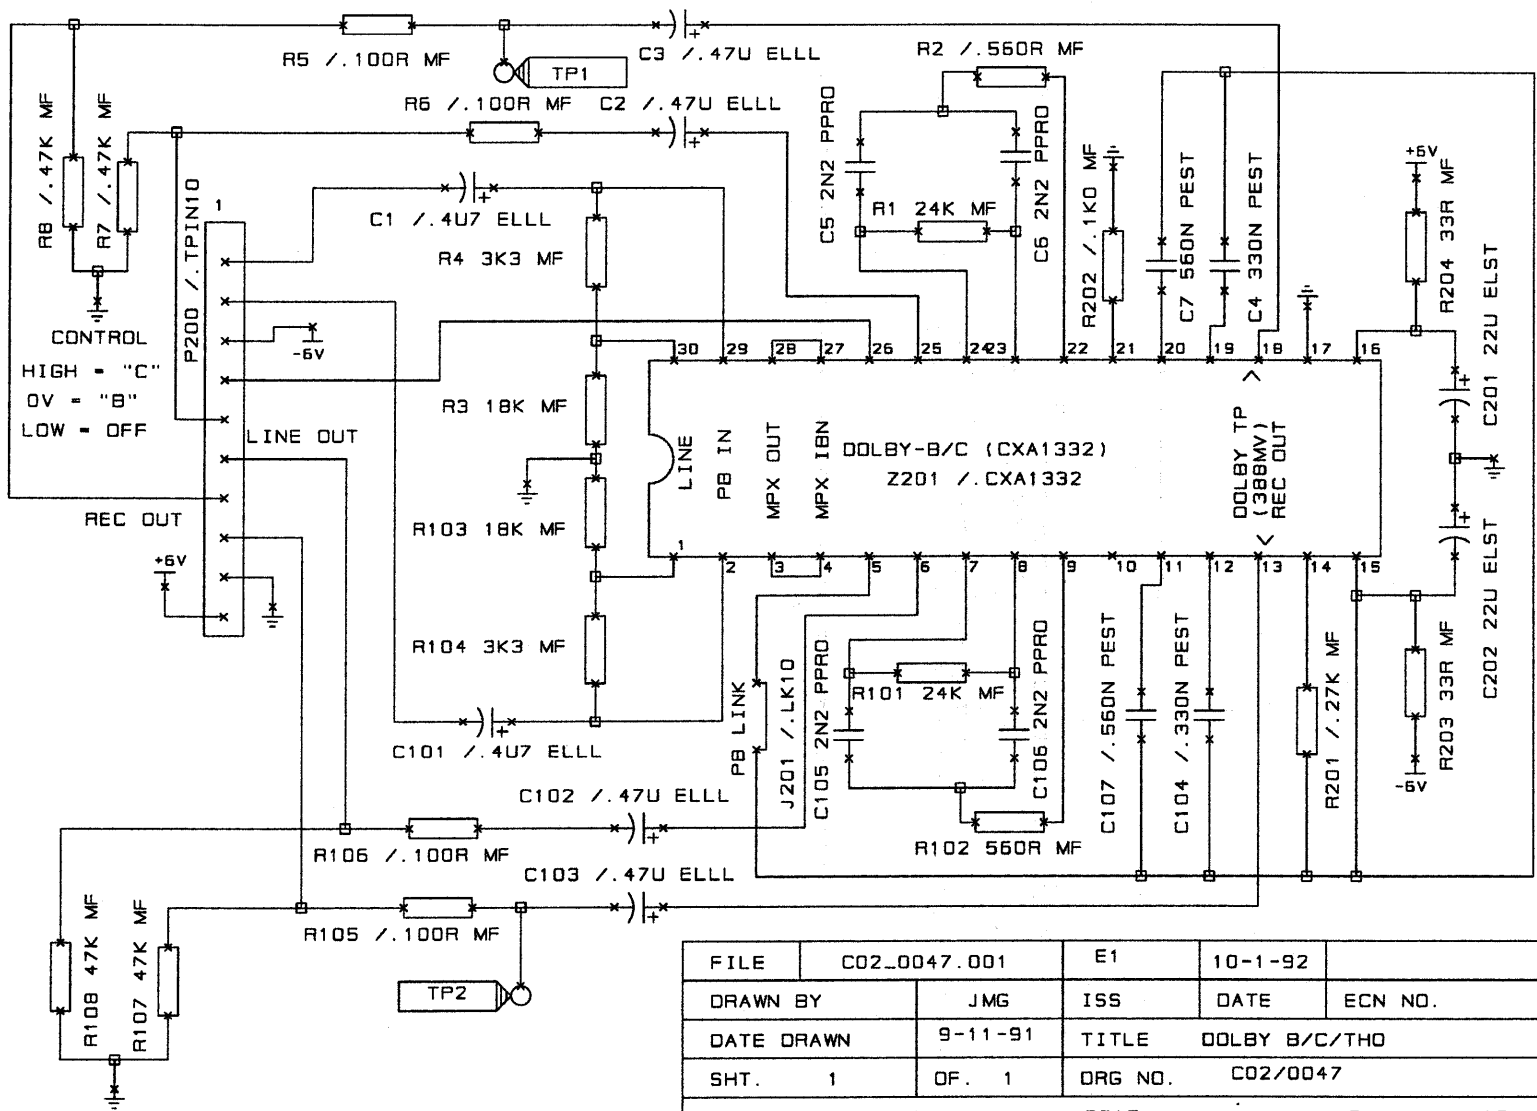 R5 /.100R MF
TP1
C3 /.47U ELLL
R2 /.560R MF
R6 /.100R MF
C2 /.47U ELLL
R8 /.47K MF
R7 /.47K MF
P200 /.TPIN10
1
C1 /.4U7 ELLL
R4 3K3 MF
C5 2N2 PPRO
R1 24K MF
C6 2N2 PPRO
R202 /.1K0 MF
C7 560N PEST
C4 330N PEST
+6V
R204 33R MF
C201 22U ELST
CONTROL
HIGH = "C"
0V = "B"
LOW = OFF
-6V
30 29 28 27 26 25 24 23 22 21 20 19 18 17 16
R3 18K MF
LINE OUT
LINE
PB IN
MPX OUT
MPX IBN
DOLBY-B/C (CXA1332)
Z201 /.CXA1332
DOLBY TP
(388MV)
REC OUT
< <
R103 18K MF
REC OUT
+6V
1 2 3 4 5 6 7 8 9 10 11 12 13 14 15
C202 22U ELST
R104 3K3 MF
PB LINK
J201 /.LK10
C105 2N2 PPRO
R101 24K MF
C106 2N2 PPRO
C107 /.560N PEST
C104 /.330N PEST
R201 /.27K MF
R203 33R MF
-6V
C101 /.4U7 ELLL
C102 /.47U ELLL
R106 /.100R MF
R102 560R MF
C103 /.47U ELLL
R105 /.100R MF
R108 47K MF
R107 47K MF
TP2
FILE C02_0047.001 E1 10-1-92
DRAWN BY JMG ISS DATE ECN NO.
DATE DRAWN 9-11-91 TITLE DOLBY B/C/THO
SHT. 1 OF. 1 DRG NO. C02/0047